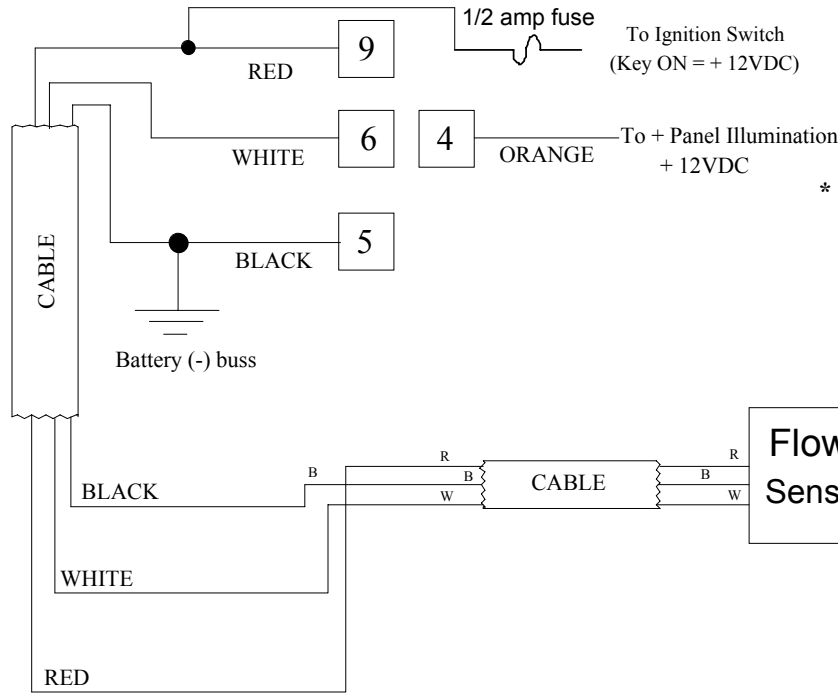 1/2 amp fuse
To Ignition Switch
(Key ON = + 12VDC)
9
RED
6
4
WHITE
ORANGE
To + Panel Illumination
+ 12VDC
*
5
BLACK
CABLE
Battery (-) buss
R
B
B
W
CABLE
R
B
W
Flow
Sens
BLACK
WHITE
RED